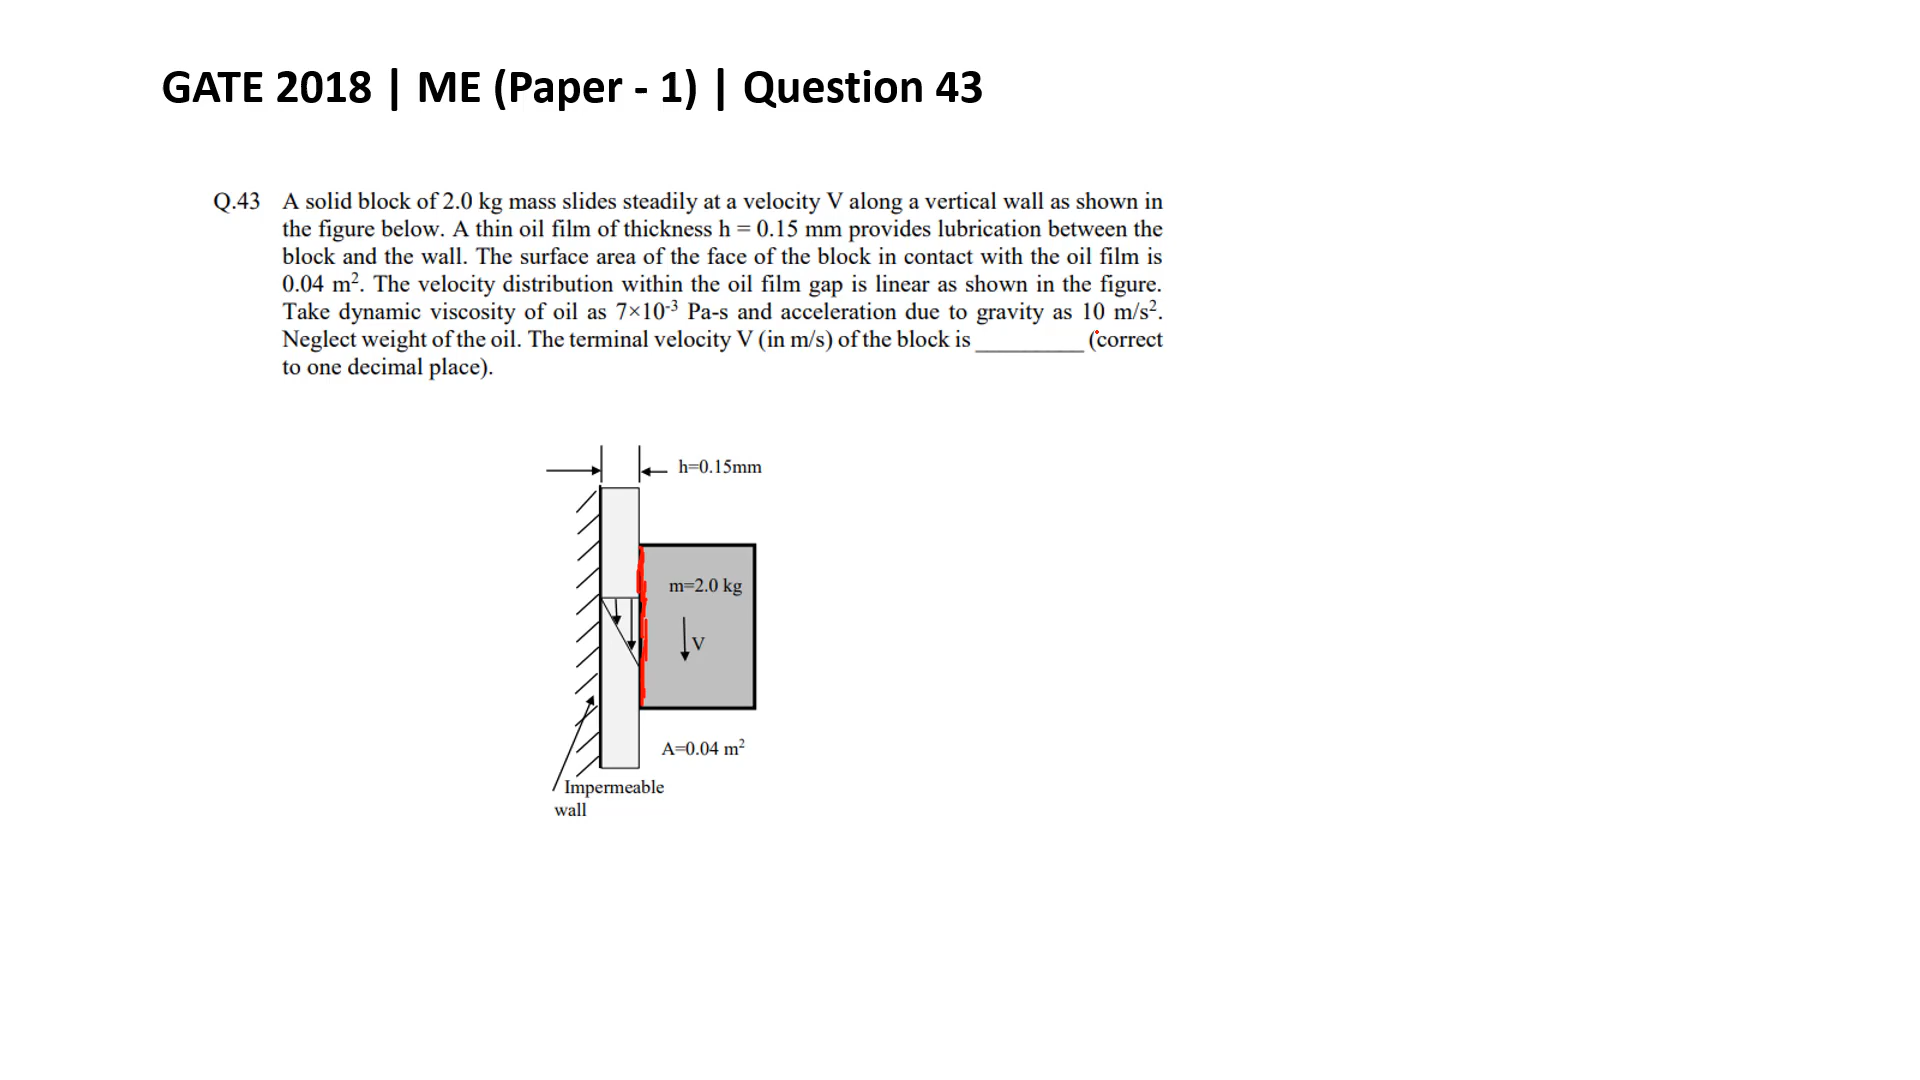 GATE 2018 | ME (Paper - 1) | Question 43
Q.43 A solid block of 2.0 kg mass slides steadily at a velocity V along a vertical wall as shown in
the figure below. A thin oil film of thickness h = 0.15 mm provides lubrication between the
block and the wall. The surface area of the face of the block in contact with the oil film is
0.04 m². The velocity distribution within the oil film gap is linear as shown in the figure.
Take dynamic viscosity of oil as 7×10⁻³ Pa-s and acceleration due to gravity as 10 m/s².
Neglect weight of the oil. The terminal velocity V (in m/s) of the block is __________ (correct
to one decimal place).
h=0.15mm
m=2.0 kg
V
A=0.04 m²
Impermeable
wall